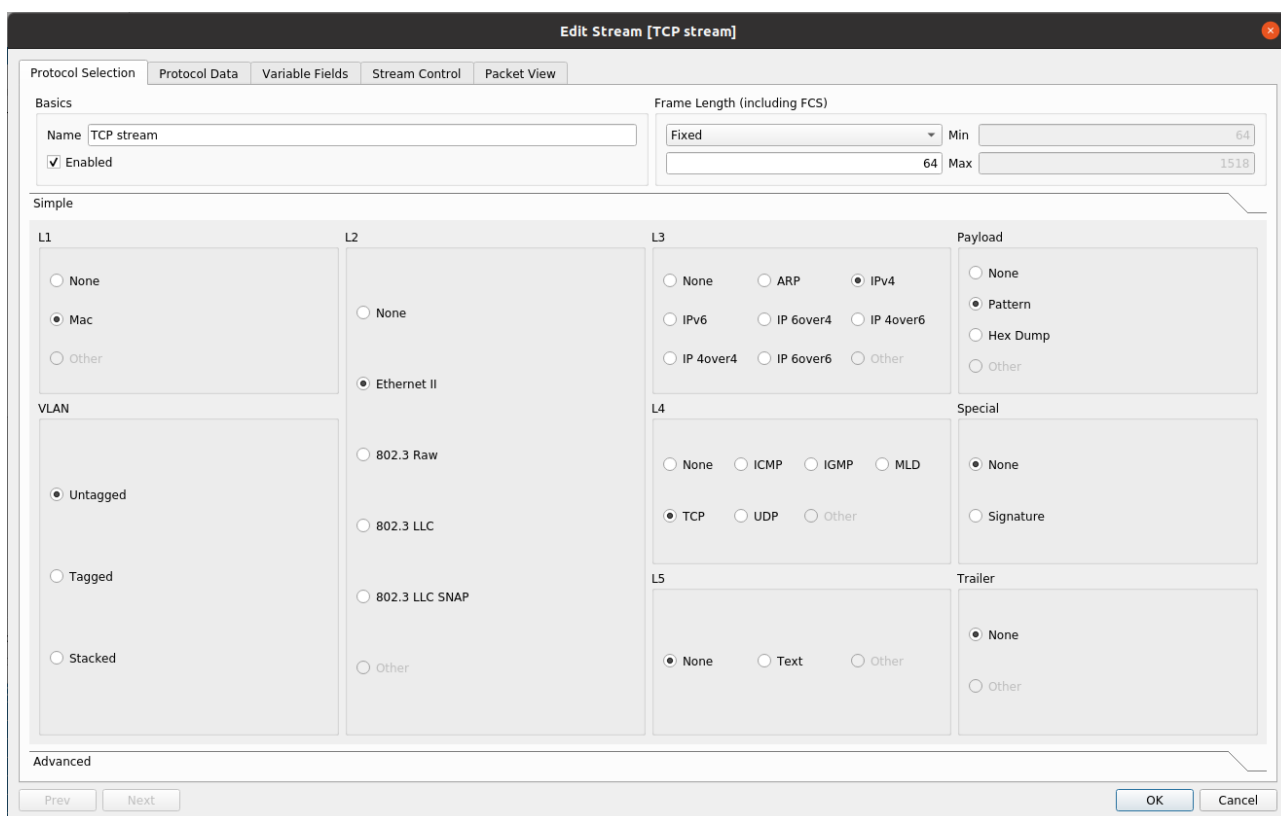 Edit Stream [TCP stream]
Protocol Selection
Protocol Data
Variable Fields
Stream Control
Packet View
Basics
Name TCP stream
Enabled
Frame Length (including FCS)
Fixed
Min 64
64
Max 1518
Simple
L1
None
Mac
Other
VLAN
Untagged
Tagged
Stacked
L2
None
Ethernet II
802.3 Raw
802.3 LLC
802.3 LLC SNAP
Other
L3
None ARP IPv4
IPv6 IP 6over4 IP 4over6
IP 4over4 IP 6over6 Other
L4
None ICMP IGMP MLD
TCP UDP Other
L5
None Text Other
Payload
None
Pattern
Hex Dump
Other
Special
None
Signature
Trailer
None
Other
Advanced
Prev Next
OK Cancel